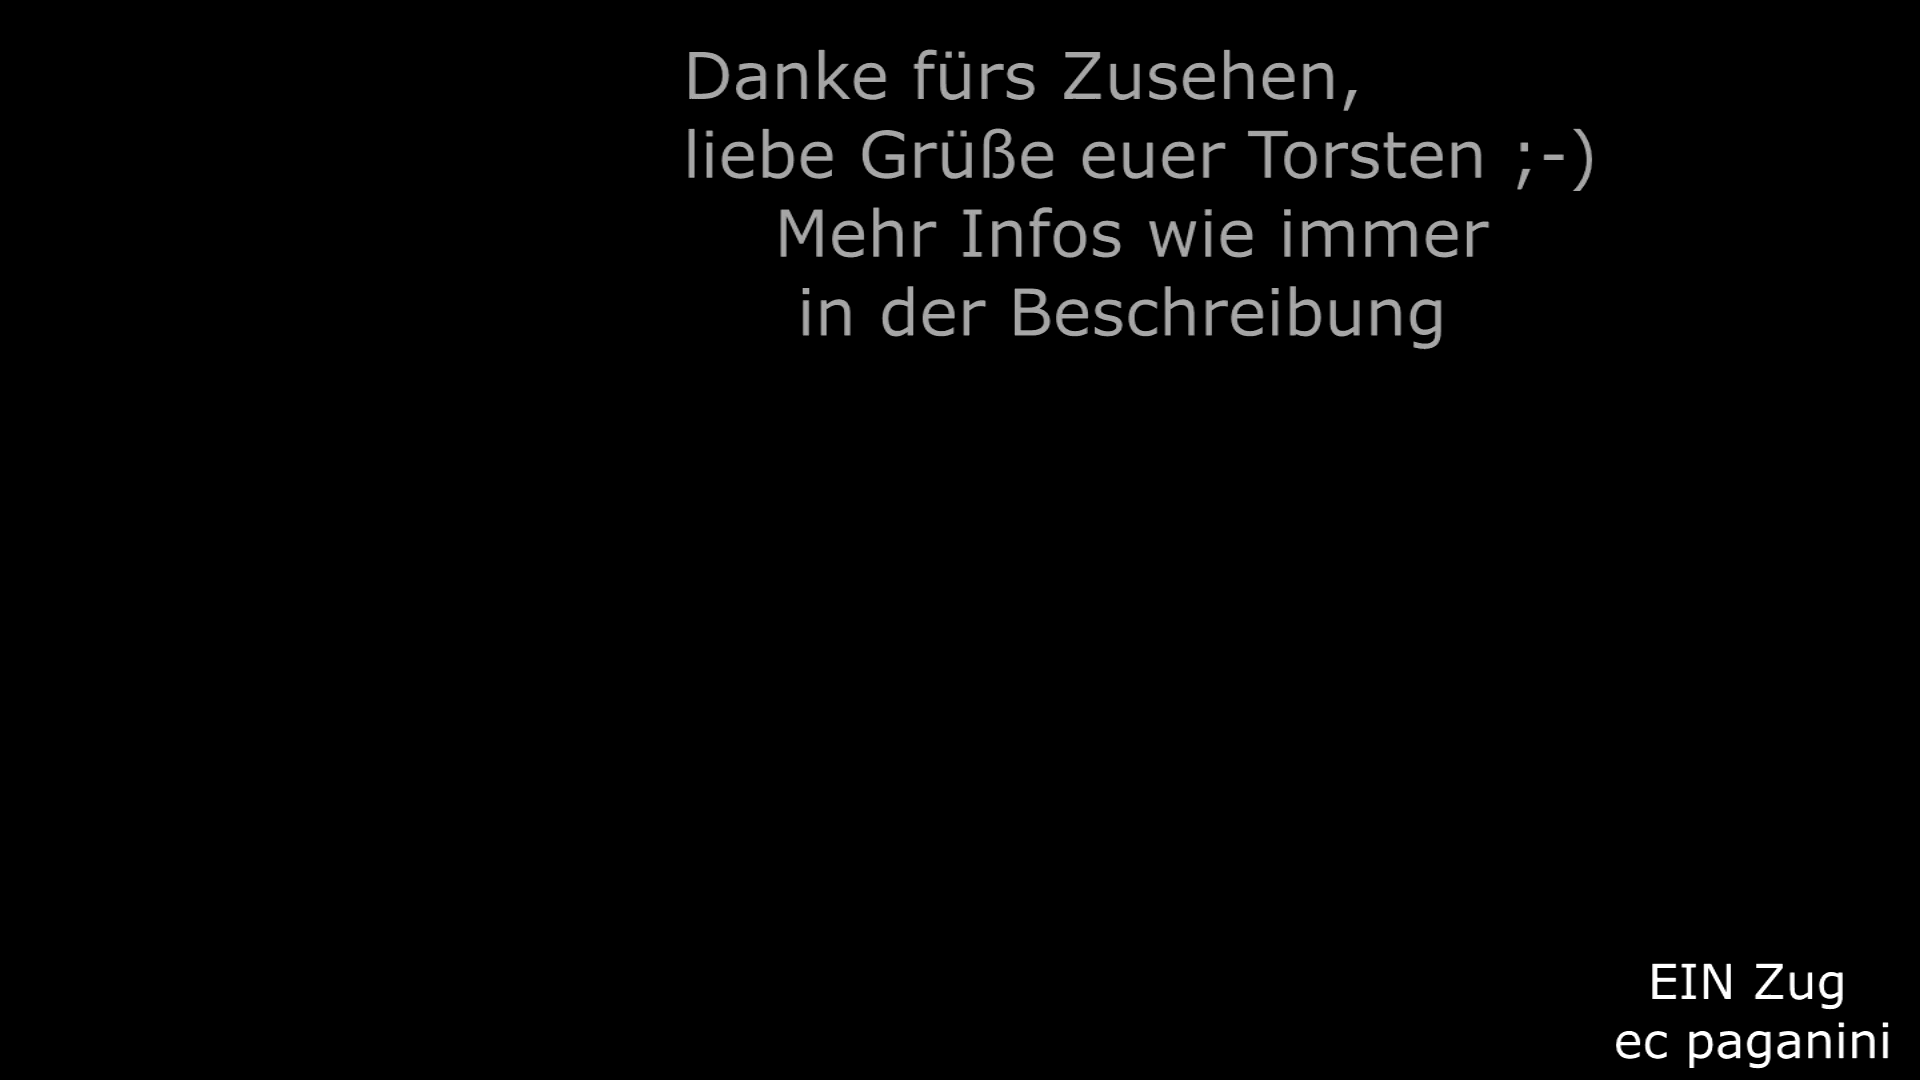 Danke fürs Zusehen,
liebe Grüße euer Torsten ;-)
Mehr Infos wie immer
in der Beschreibung
EIN Zug
ec paganini